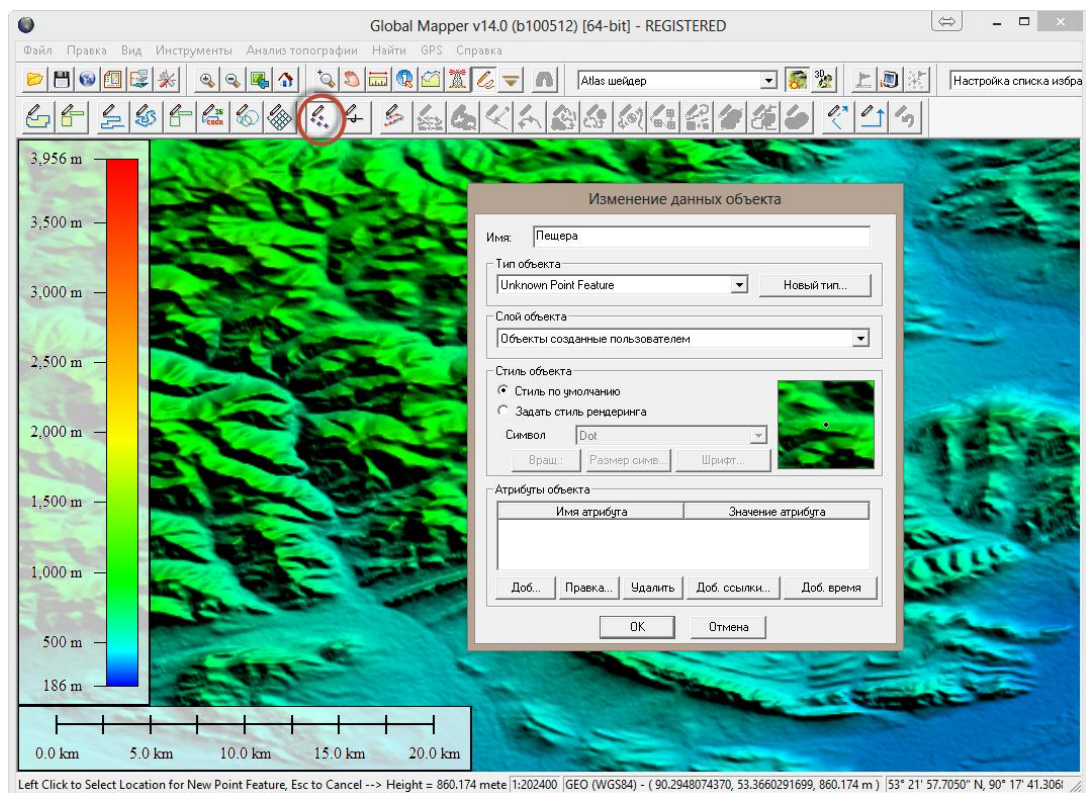 Global Mapper v14.0 (b100512) [64-bit] - REGISTERED
Файл Правка Вид Инструменты Анализ топографии Найти GPS Справка
Atlas шейдер
Настройка списка избра
3,956 m
3,500 m
3,000 m
2,500 m
2,000 m
1,500 m
1,000 m
500 m
186 m
0.0 km 5.0 km 10.0 km 15.0 km 20.0 km
Изменение данных объекта
Имя: Пещера
Тип объекта
Unknown Point Feature Новый тип...
Слой объекта
Объекты созданные пользователем
Стиль объекта
Стиль по умолчанию
Задать стиль рендеринга
Символ Dot
Вращ.: Размер симв... Шрифт...
Атрибуты объекта
Имя атрибута Значение атрибута
Доб... Правка... Удалить Доб. ссылки... Доб. время
OK Отмена
Left Click to Select Location for New Point Feature, Esc to Cancel --> Height = 860.174 mete 1:202400 GEO (WGS84) - ( 90.2948074370, 53.3660291699, 860.174 m ) 53° 21' 57.7050" N, 90° 17' 41.306